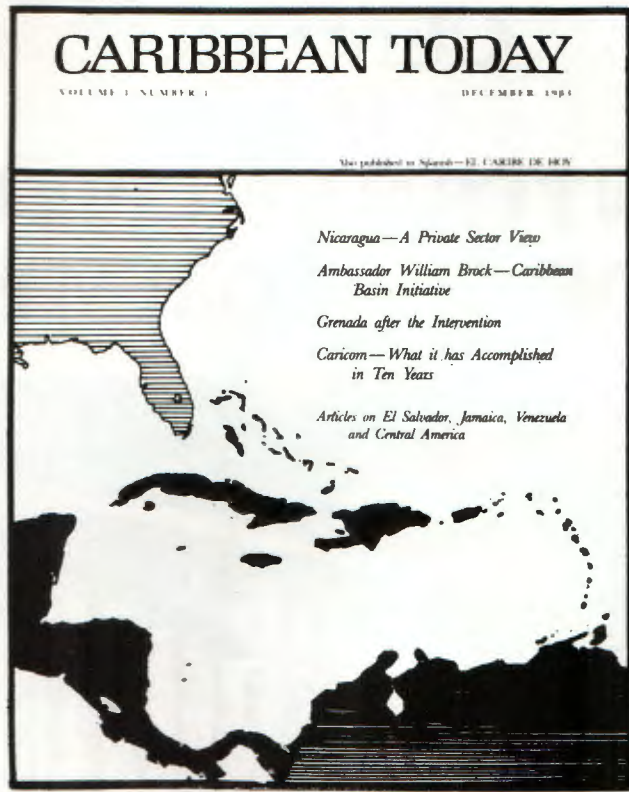 CARIBBEAN TODAY
VOLUME 1 NUMBER 1
DECEMBER 1983
Also published in Spanish—EL CARIBE DE HOY
Nicaragua—A Private Sector View
Ambassador William Brock—Caribbean
Basin Initiative
Grenada after the Intervention
Caricom—What it has Accomplished
in Ten Years
Articles on El Salvador, Jamaica, Venezuela
and Central America